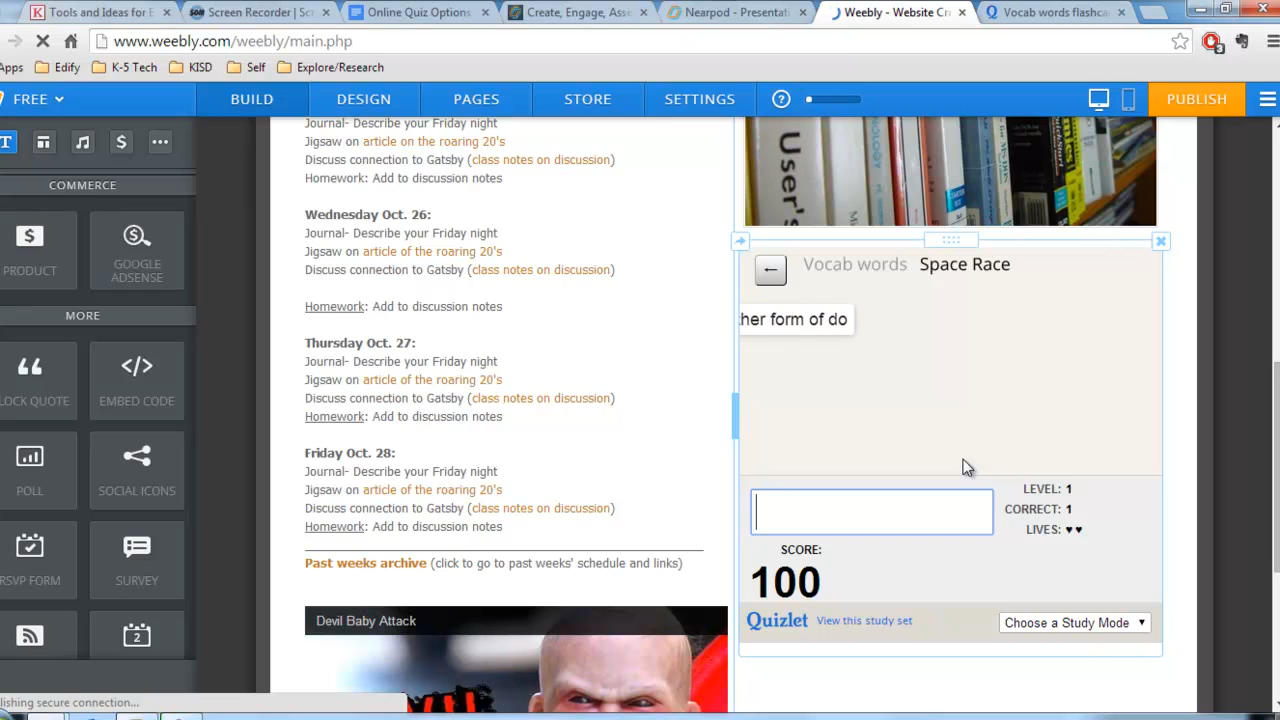 Tools and Ideas for E
Screen Recorder | Sc
Online Quiz Options
Create, Engage, Asse
Nearpod - Presentati
Weebly - Website Cr
Vocab words flashca
www.weebly.com/weebly/main.php
Apps
Edify
K-5 Tech
KISD
Self
Explore/Research
FREE
BUILD
DESIGN
PAGES
STORE
SETTINGS
PUBLISH
COMMERCE
PRODUCT
GOOGLE
ADSENSE
MORE
LOCK QUOTE
EMBED CODE
POLL
SOCIAL ICONS
RSVP FORM
SURVEY
2
Journal- Describe your Friday night
Jigsaw on article on the roaring 20's
Discuss connection to Gatsby (class notes on discussion)
Homework: Add to discussion notes
Wednesday Oct. 26:
Journal- Describe your Friday night
Jigsaw on article of the roaring 20's
Discuss connection to Gatsby (class notes on discussion)
Homework: Add to discussion notes
Thursday Oct. 27:
Journal- Describe your Friday night
Jigsaw on article of the roaring 20's
Discuss connection to Gatsby (class notes on discussion)
Homework: Add to discussion notes
Friday Oct. 28:
Journal- Describe your Friday night
Jigsaw on article of the roaring 20's
Discuss connection to Gatsby (class notes on discussion)
Homework: Add to discussion notes
Past weeks archive (click to go to past weeks' schedule and links)
Devil Baby Attack
User's
Vocab words Space Race
ther form of do
LEVEL: 1
CORRECT: 1
LIVES: ♥♥
SCORE:
100
Quizlet View this study set
Choose a Study Mode
lishing secure connection...